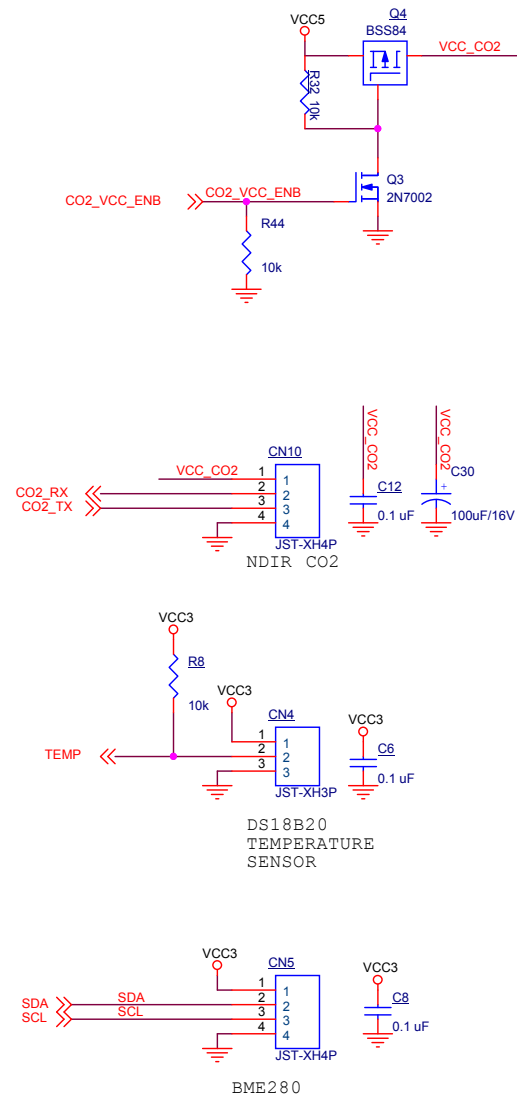 Q4
VCC5
BSS84
VCC_CO2
R32
10k
Q3
CO2_VCC_ENB
CO2_VCC_ENB
2N7002
R44
10k
VCC_CO2
VCC_CO2
CN10
VCC_CO2
1
1
C30
CO2_RX
2
2
C12
+
CO2_TX
3
3
4
4
0.1 uF
100uF/16V
JST-XH4P
NDIR CO2
VCC3
R8
VCC3
10k
CN4
VCC3
1
1
TEMP
2
2
C6
3
3
0.1 uF
JST-XH3P
DS18B20
TEMPERATURE
SENSOR
VCC3
CN5
VCC3
1
1
SDA
SDA
2
2
C8
SCL
SCL
3
3
4
4
0.1 uF
JST-XH4P
BME280